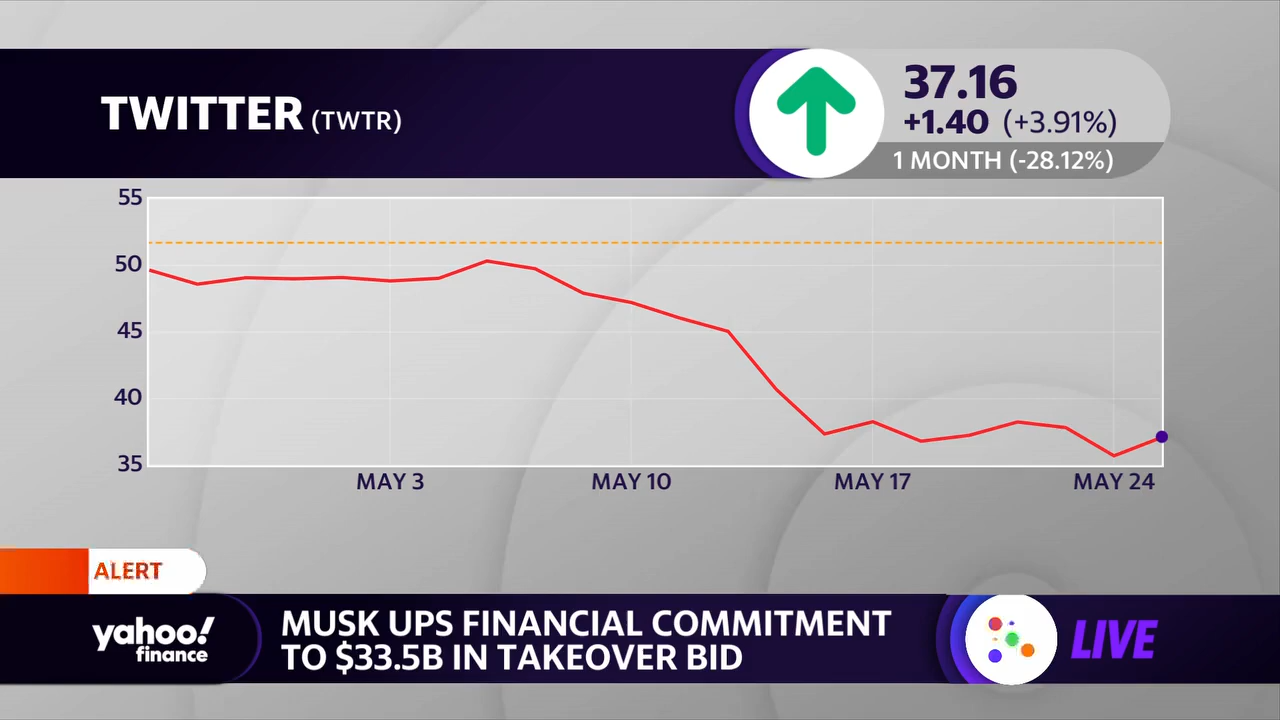 TWITTER (TWTR)
37.16
+1.40 (+3.91%)
1 MONTH (-28.12%)
55
50
45
40
35
MAY 3
MAY 10
MAY 17
MAY 24
ALERT
yahoo!
finance
MUSK UPS FINANCIAL COMMITMENT
TO $33.5B IN TAKEOVER BID
LIVE